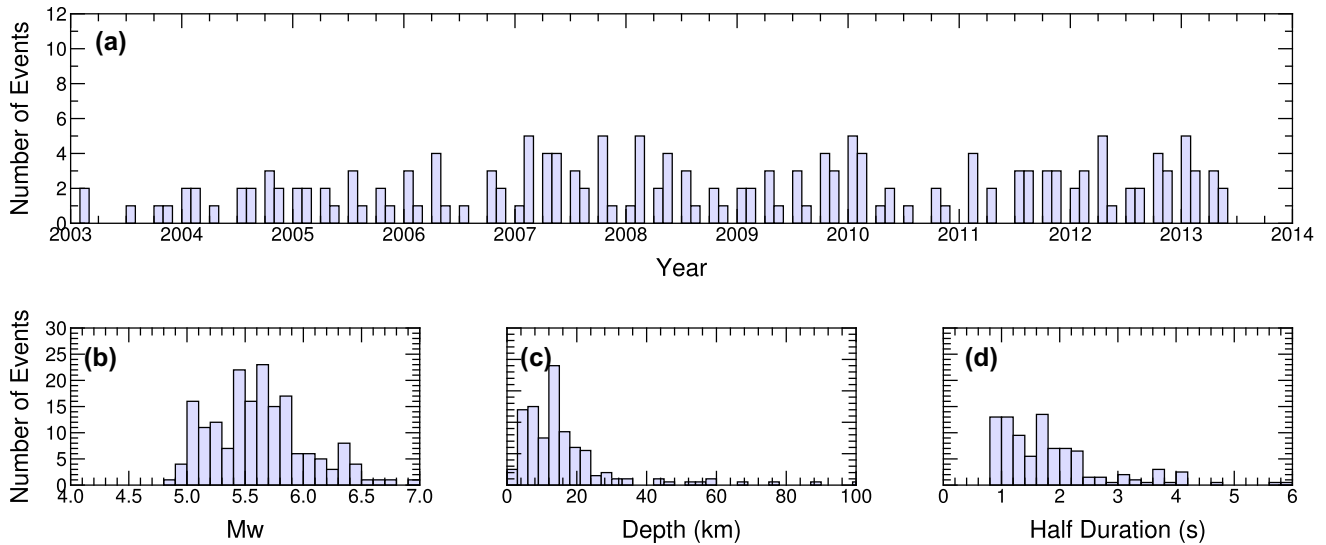 12
10
8
6
4
2
0
Number of Events
(a)
2003 2004 2005 2006 2007 2008 2009 2010 2011 2012 2013 2014
Year
30
25
20
15
10
5
0
Number of Events
(b)
4.0 4.5 5.0 5.5 6.0 6.5 7.0
Mw
(c)
0 20 40 60 80 100
Depth (km)
(d)
0 1 2 3 4 5 6
Half Duration (s)